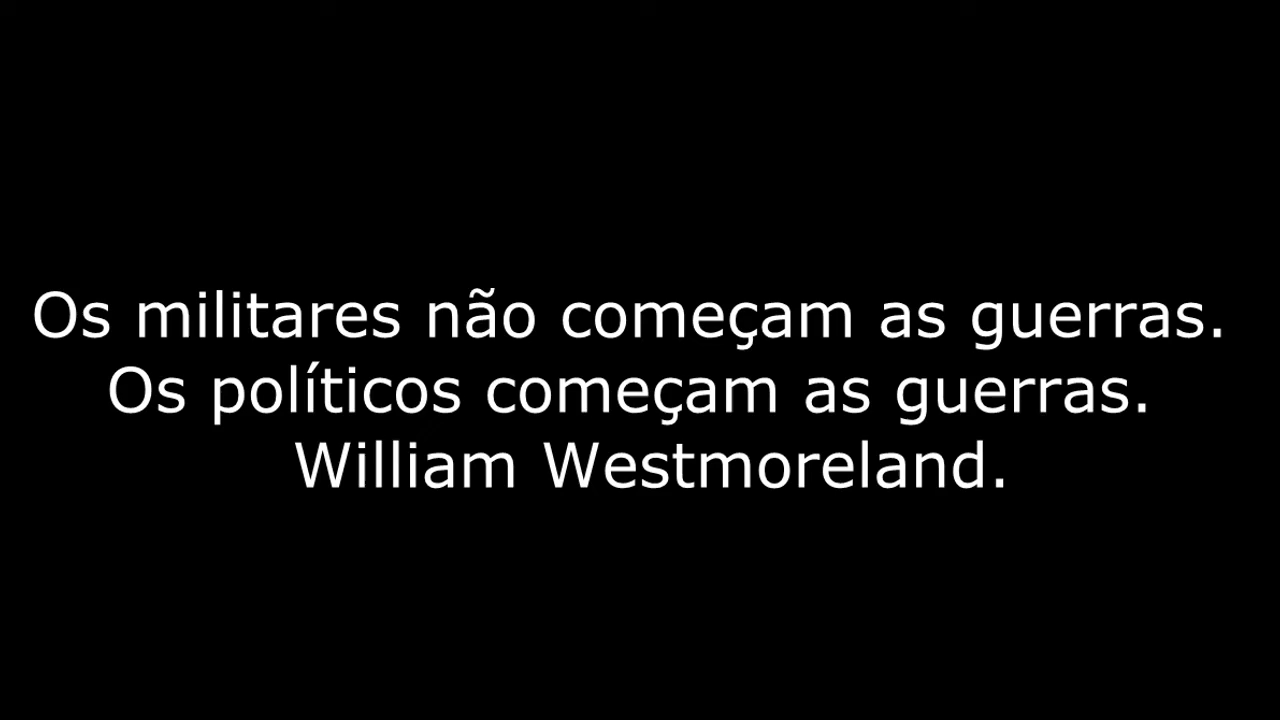 Os militares não começam as guerras.
Os políticos começam as guerras.
William Westmoreland.